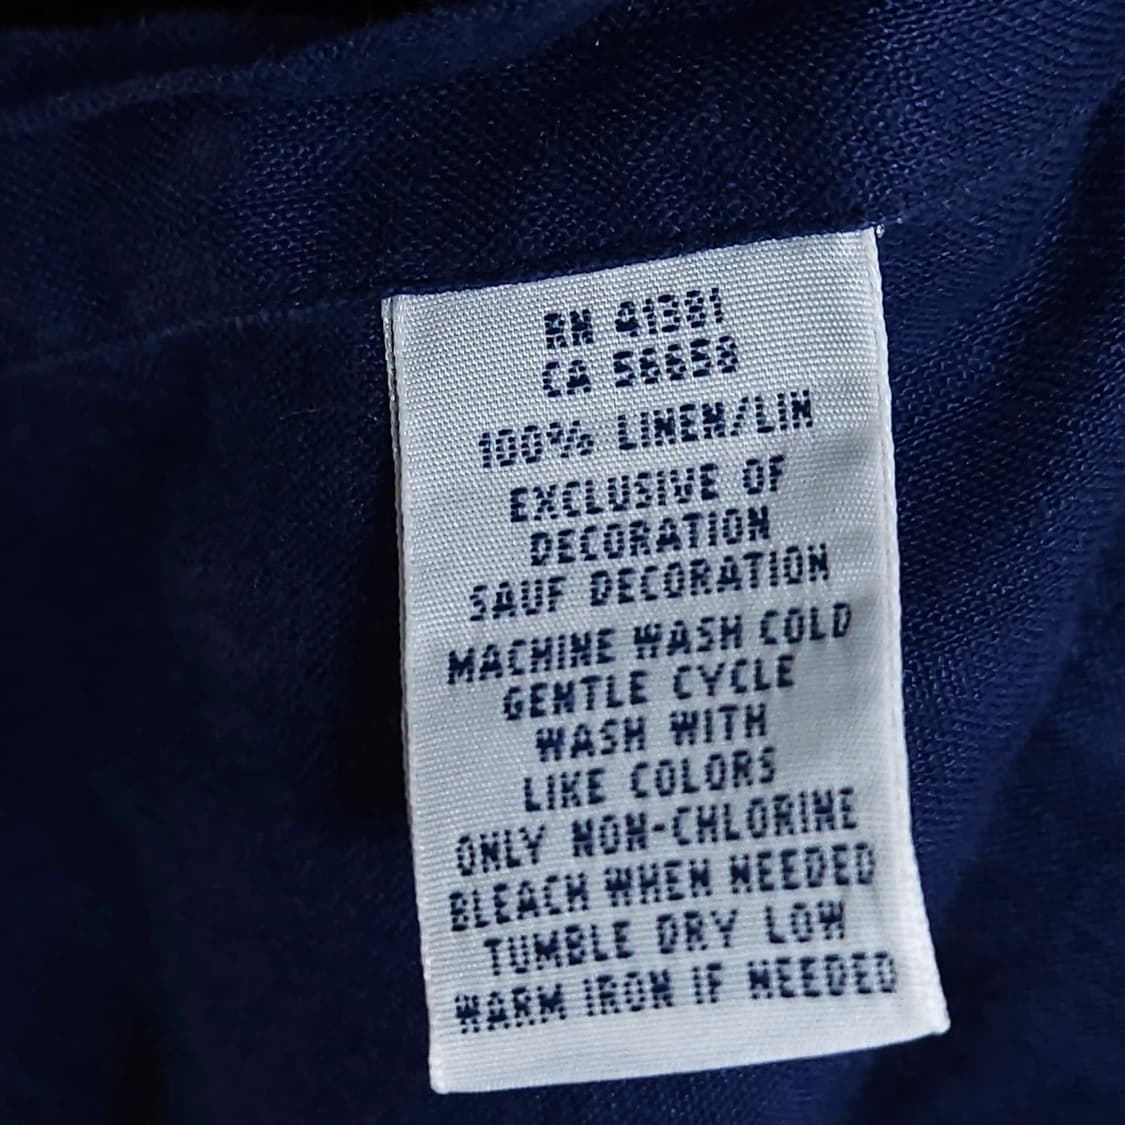 RN 41381
CA 56658
100% LINEN/LIN
EXCLUSIVE OF
DECORATION
SAUF DECORATION
MACHINE WASH COLD
GENTLE CYCLE
WASH WITH
LIKE COLORS
ONLY NON-CHLORINE
BLEACH WHEN NEEDED
TUMBLE DRY LOW
WARM IRON IF NEEDED